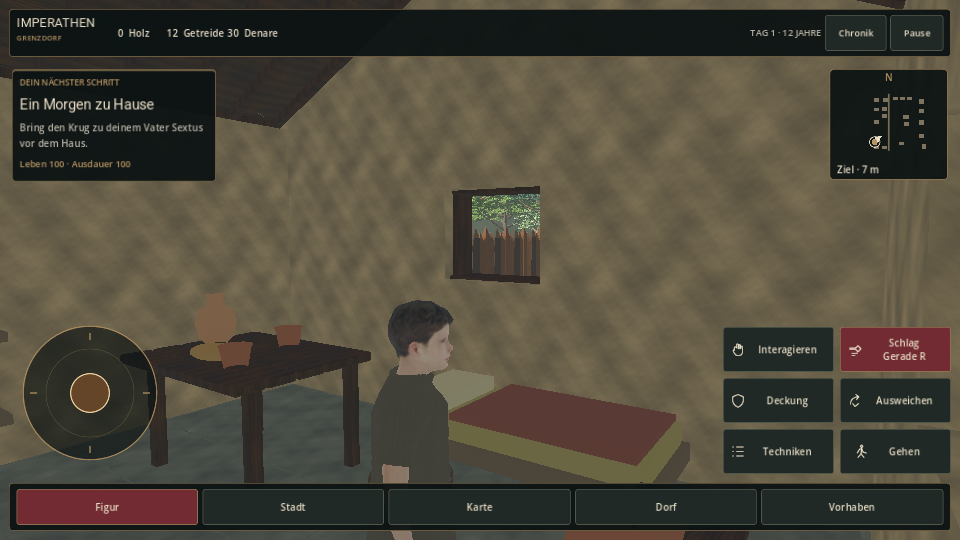 IMPERATHEN
GRENZDORF
0 Holz 12 Getreide 30 Denare
TAG 1 · 12 JAHRE
Chronik
Pause
DEIN NÄCHSTER SCHRITT
Ein Morgen zu Hause
Bring den Krug zu deinem Vater Sextus
vor dem Haus.
Leben 100 · Ausdauer 100
N
Ziel · 7 m
Interagieren
Schlag
Gerade R
Deckung
Ausweichen
Techniken
Gehen
Figur
Stadt
Karte
Dorf
Vorhaben